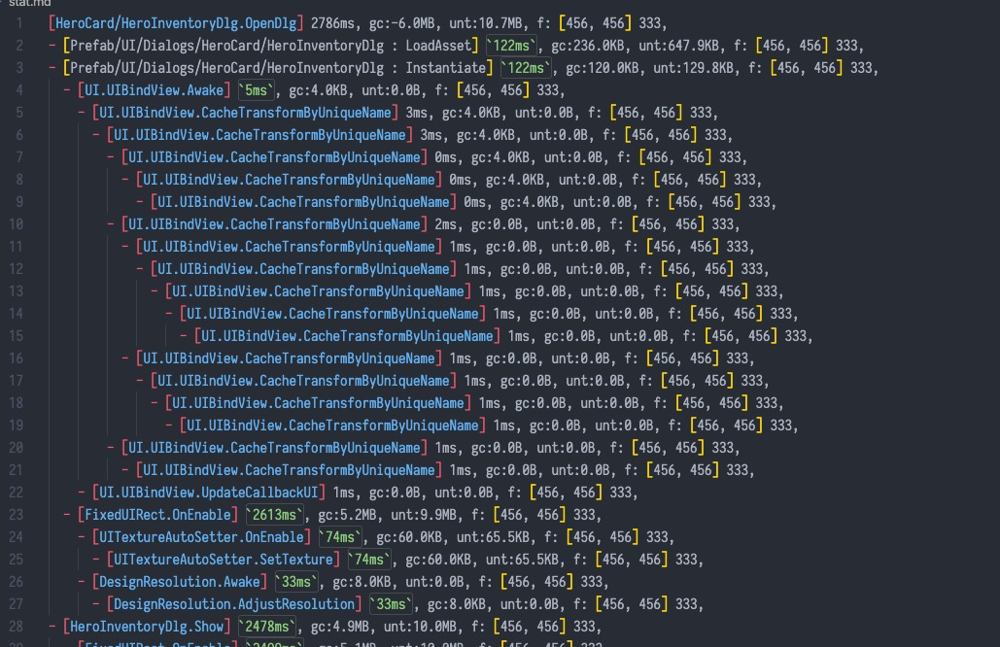 stat.md
1 [HeroCard/HeroInventoryDlg.OpenDlg] 2786ms, gc:-6.0MB, unt:10.7MB, f: [456, 456] 333,
2 - [Prefab/UI/Dialogs/HeroCard/HeroInventoryDlg : LoadAsset] `122ms`, gc:236.0KB, unt:647.9KB, f: [456, 456] 333,
3 - [Prefab/UI/Dialogs/HeroCard/HeroInventoryDlg : Instantiate] `122ms`, gc:120.0KB, unt:129.8KB, f: [456, 456] 333,
4 - [UI.UIBindView.Awake] `5ms`, gc:4.0KB, unt:0.0B, f: [456, 456] 333,
5 - [UI.UIBindView.CacheTransformByUniqueName] 3ms, gc:4.0KB, unt:0.0B, f: [456, 456] 333,
6 - [UI.UIBindView.CacheTransformByUniqueName] 3ms, gc:4.0KB, unt:0.0B, f: [456, 456] 333,
7 - [UI.UIBindView.CacheTransformByUniqueName] 0ms, gc:4.0KB, unt:0.0B, f: [456, 456] 333,
8 - [UI.UIBindView.CacheTransformByUniqueName] 0ms, gc:4.0KB, unt:0.0B, f: [456, 456] 333,
9 - [UI.UIBindView.CacheTransformByUniqueName] 0ms, gc:4.0KB, unt:0.0B, f: [456, 456] 333,
10 - [UI.UIBindView.CacheTransformByUniqueName] 2ms, gc:0.0B, unt:0.0B, f: [456, 456] 333,
11 - [UI.UIBindView.CacheTransformByUniqueName] 1ms, gc:0.0B, unt:0.0B, f: [456, 456] 333,
12 - [UI.UIBindView.CacheTransformByUniqueName] 1ms, gc:0.0B, unt:0.0B, f: [456, 456] 333,
13 - [UI.UIBindView.CacheTransformByUniqueName] 1ms, gc:0.0B, unt:0.0B, f: [456, 456] 333,
14 - [UI.UIBindView.CacheTransformByUniqueName] 1ms, gc:0.0B, unt:0.0B, f: [456, 456] 333,
15 - [UI.UIBindView.CacheTransformByUniqueName] 1ms, gc:0.0B, unt:0.0B, f: [456, 456] 333,
16 - [UI.UIBindView.CacheTransformByUniqueName] 1ms, gc:0.0B, unt:0.0B, f: [456, 456] 333,
17 - [UI.UIBindView.CacheTransformByUniqueName] 1ms, gc:0.0B, unt:0.0B, f: [456, 456] 333,
18 - [UI.UIBindView.CacheTransformByUniqueName] 1ms, gc:0.0B, unt:0.0B, f: [456, 456] 333,
19 - [UI.UIBindView.CacheTransformByUniqueName] 1ms, gc:0.0B, unt:0.0B, f: [456, 456] 333,
20 - [UI.UIBindView.CacheTransformByUniqueName] 1ms, gc:0.0B, unt:0.0B, f: [456, 456] 333,
21 - [UI.UIBindView.CacheTransformByUniqueName] 1ms, gc:0.0B, unt:0.0B, f: [456, 456] 333,
22 - [UI.UIBindView.UpdateCallbackUI] 1ms, gc:0.0B, unt:0.0B, f: [456, 456] 333,
23 - [FixedUIRect.OnEnable] `2613ms`, gc:5.2MB, unt:9.9MB, f: [456, 456] 333,
24 - [UITextureAutoSetter.OnEnable] `74ms`, gc:60.0KB, unt:65.5KB, f: [456, 456] 333,
25 - [UITextureAutoSetter.SetTexture] `74ms`, gc:60.0KB, unt:65.5KB, f: [456, 456] 333,
26 - [DesignResolution.Awake] `33ms`, gc:8.0KB, unt:0.0B, f: [456, 456] 333,
27 - [DesignResolution.AdjustResolution] `33ms`, gc:8.0KB, unt:0.0B, f: [456, 456] 333,
28 - [HeroInventoryDlg.Show] `2478ms`, gc:4.9MB, unt:10.0MB, f: [456, 456] 333,